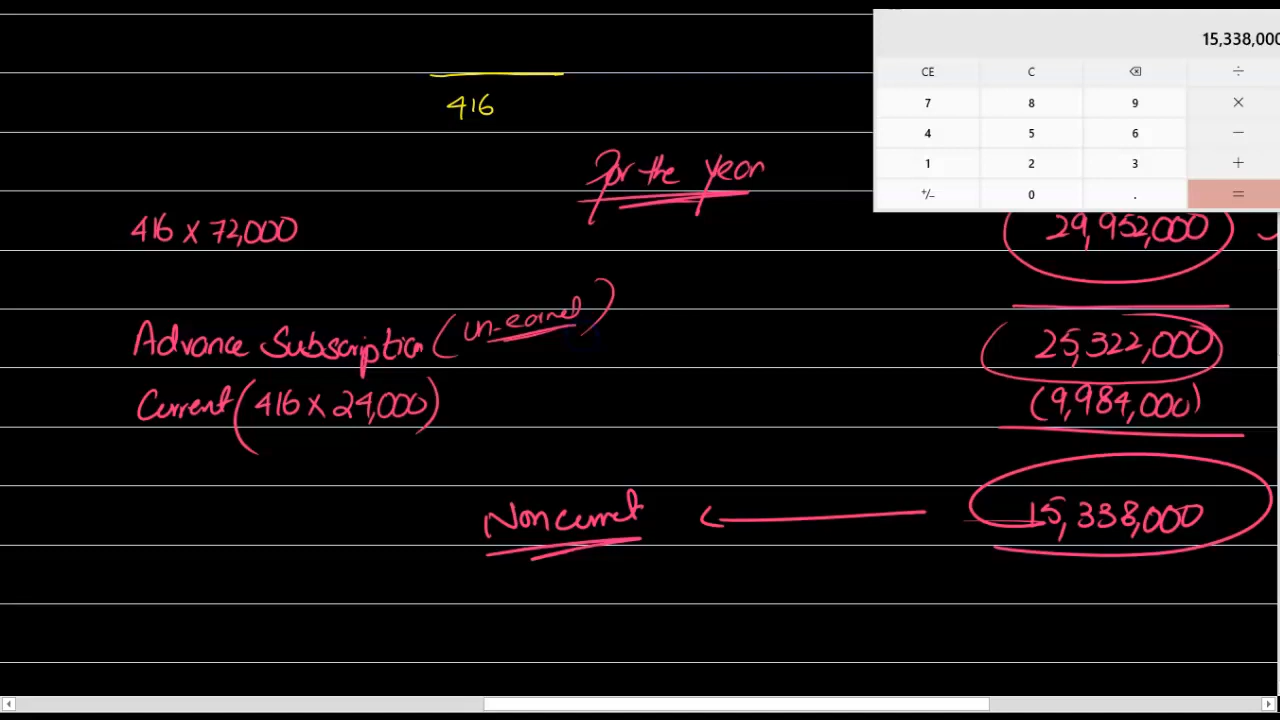 15,338,000
CE C ÷
7 8 9 ×
4 5 6 −
1 2 3 +
+/− 0 . =
416
For the year
416 × 72,000 29,952,000
Advance Subscription (un-earned) 25,322,000
Current (416 × 24,000) (9,984,000)
Non current 15,338,000